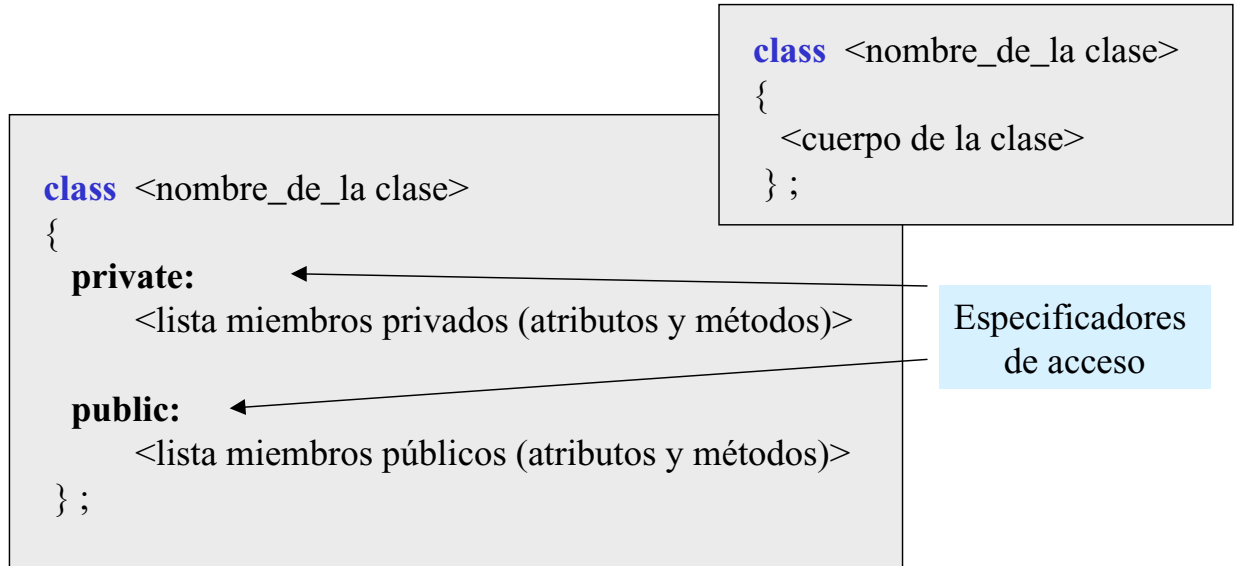 class <nombre_de_la clase>
{
<cuerpo de la clase>
} ;
class <nombre_de_la clase>
{
private:
<lista miembros privados (atributos y métodos)>
public:
<lista miembros públicos (atributos y métodos)>
} ;
Especificadores
de acceso